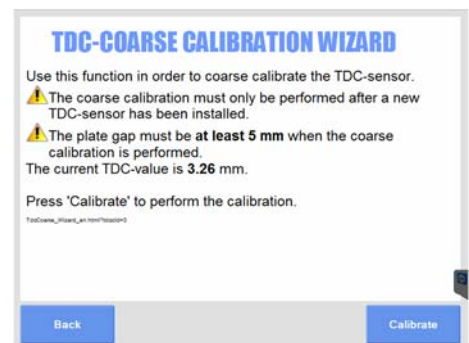 TDC-COARSE CALIBRATION WIZARD
Use this function in order to coarse calibrate the TDC-sensor.
The coarse calibration must only be performed after a new
TDC-sensor has been installed.
The plate gap must be at least 5 mm when the coarse
calibration is performed.
The current TDC-value is 3.26 mm.
Press 'Calibrate' to perform the calibration.
Back
Calibrate